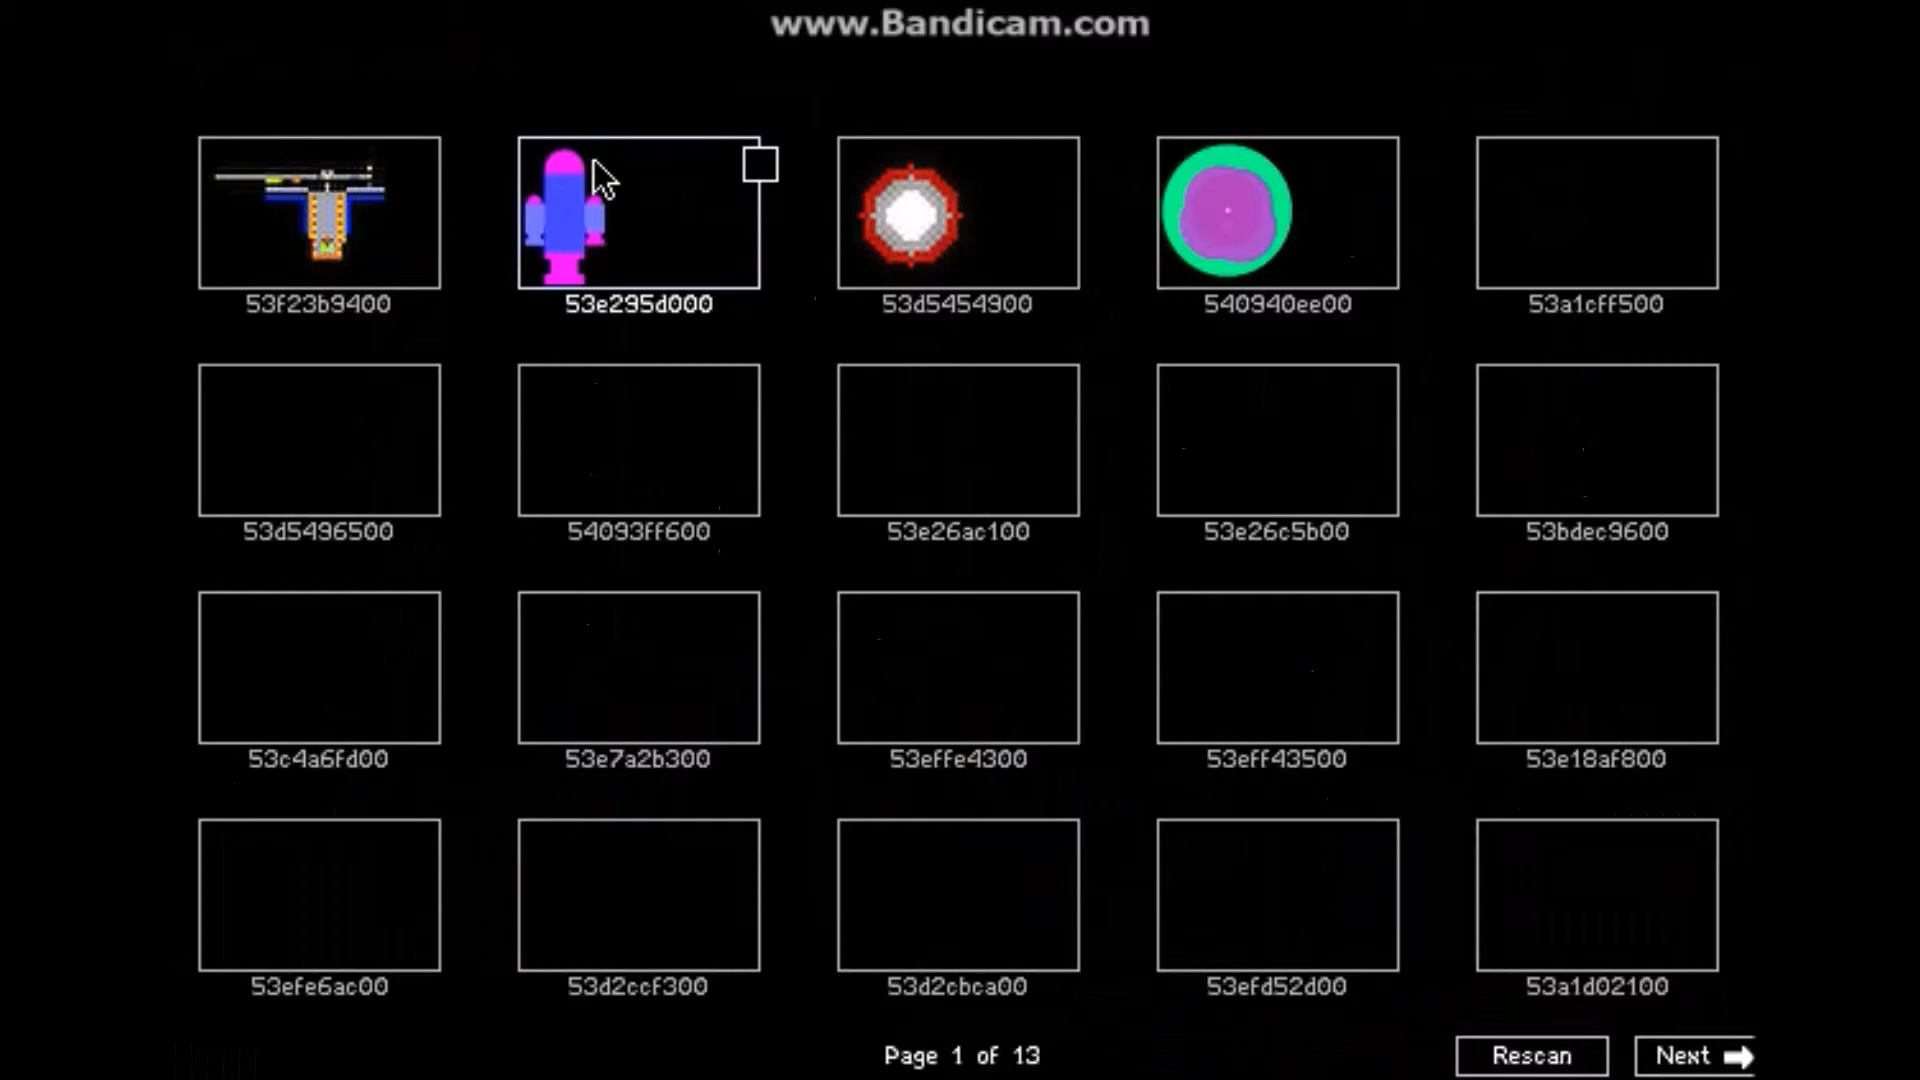 www.Bandicam.com
53f23b9400 53e295d000 53d5454900 540940ee00 53a1cff500
53d5496500 54093ff600 53e26ac100 53e26c5b00 53bdec9600
53c4a6fd00 53e7a2b300 53effe4300 53eff43500 53e18af800
53efe6ac00 53d2ccf300 53d2cbca00 53efd52d00 53a1d02100
Page 1 of 13 Rescan Next